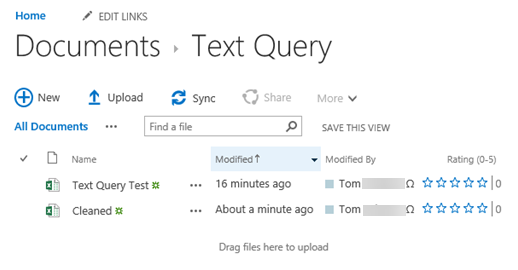 Home EDIT LINKS
Documents ▸ Text Query
New Upload Sync Share More
All Documents ••• Find a file SAVE THIS VIEW
Name Modified↑ Modified By Rating (0-5)
Text Query Test ••• 16 minutes ago Tom Ω 0
Cleaned ••• About a minute ago Tom Ω 0
Drag files here to upload